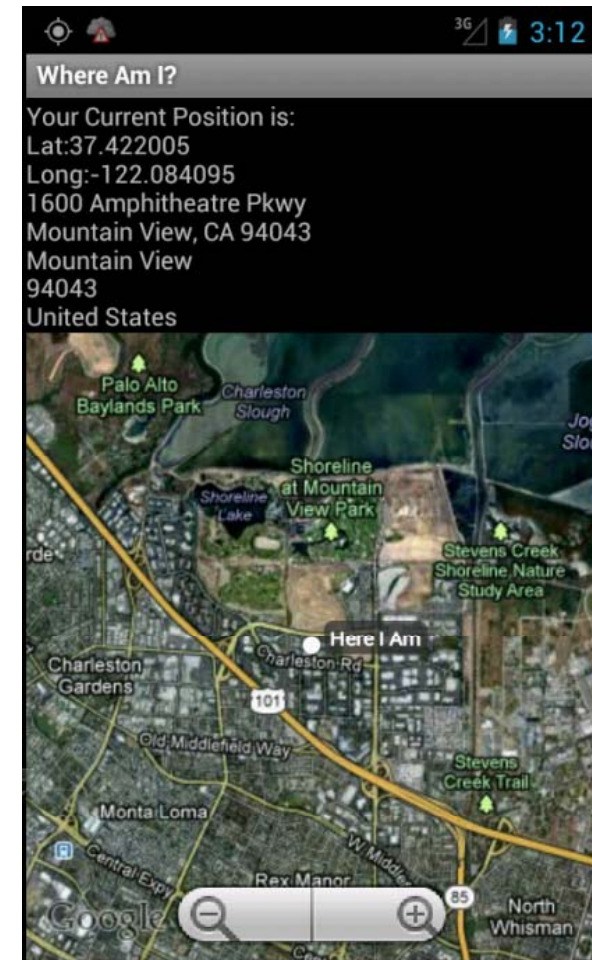 3G
3:12
Where Am I?
Your Current Position is:
Lat:37.422005
Long:-122.084095
1600 Amphitheatre Pkwy
Mountain View, CA 94043
Mountain View
94043
United States
Palo Alto
Baylands Park
Charleston
Slough
Shoreline
at Mountain
View Park
Shoreline
Lake
Stevens Creek
Shoreline Nature
Study Area
Here I Am
Charleston Rd
Charleston
Gardens
101
Old Middlefield Way
Stevens
Creek Trail
Monta Loma
Central Expy
Rex Manor
85
North
Whisman
Google